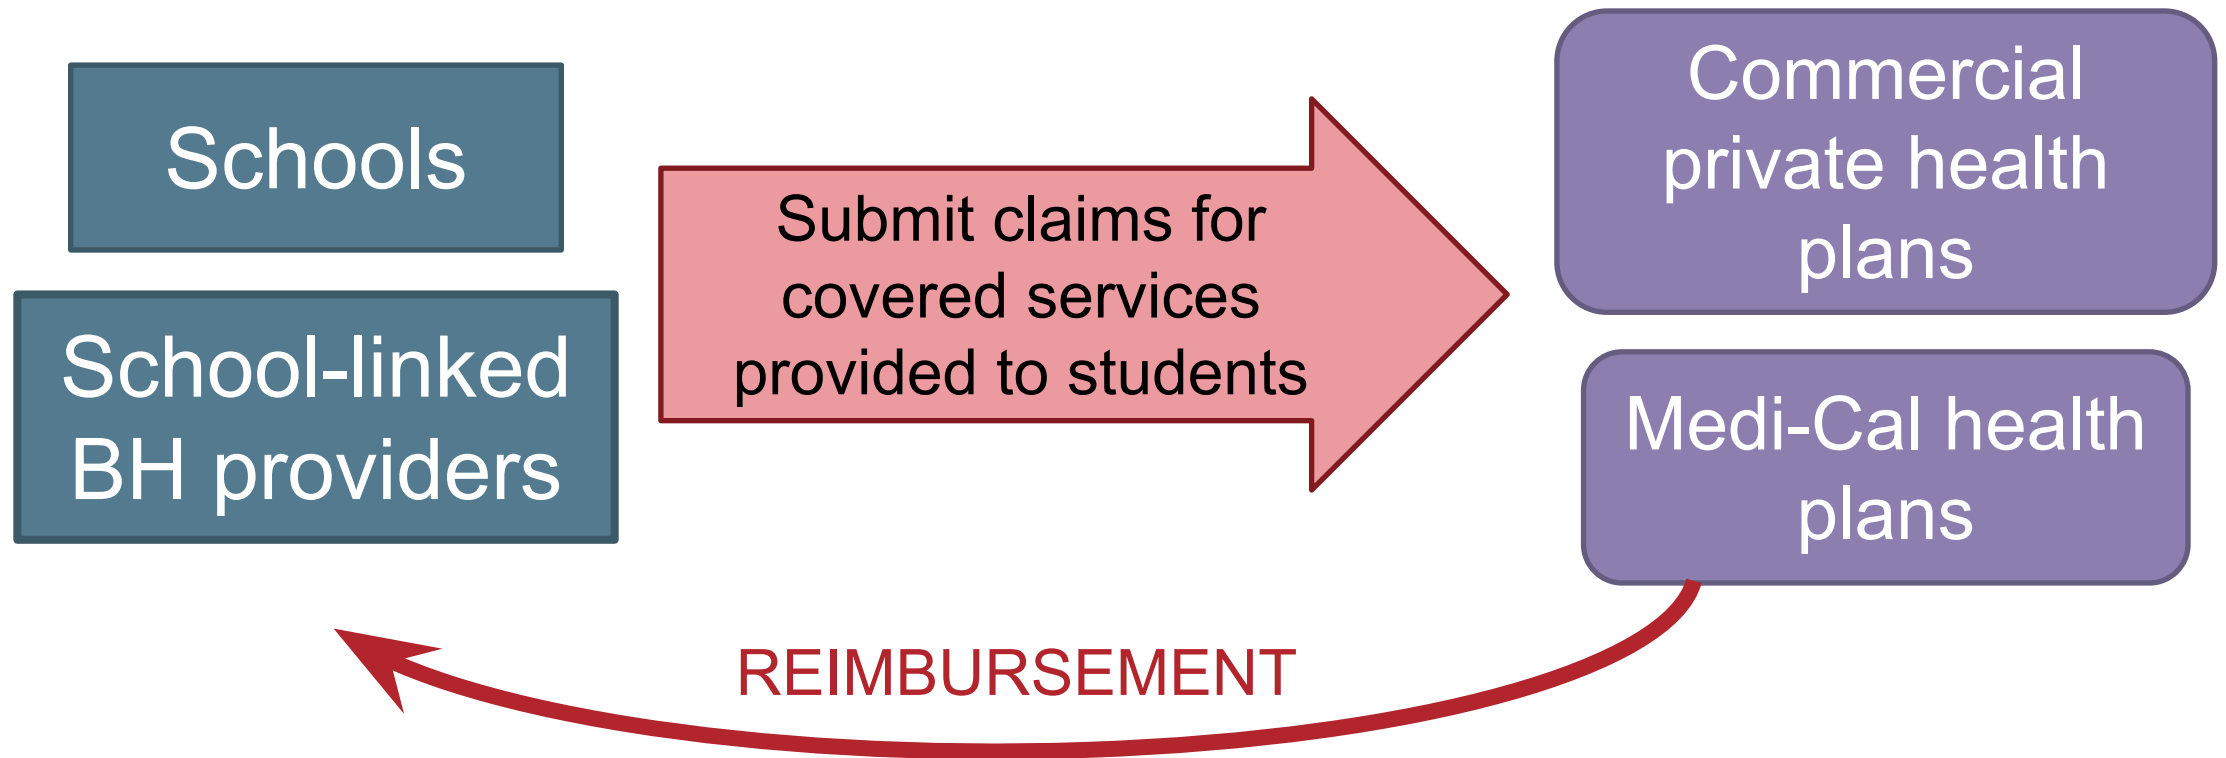 Schools
School-linked
BH providers
Submit claims for
covered services
provided to students
Commercial
private health
plans
Medi-Cal health
plans
REIMBURSEMENT